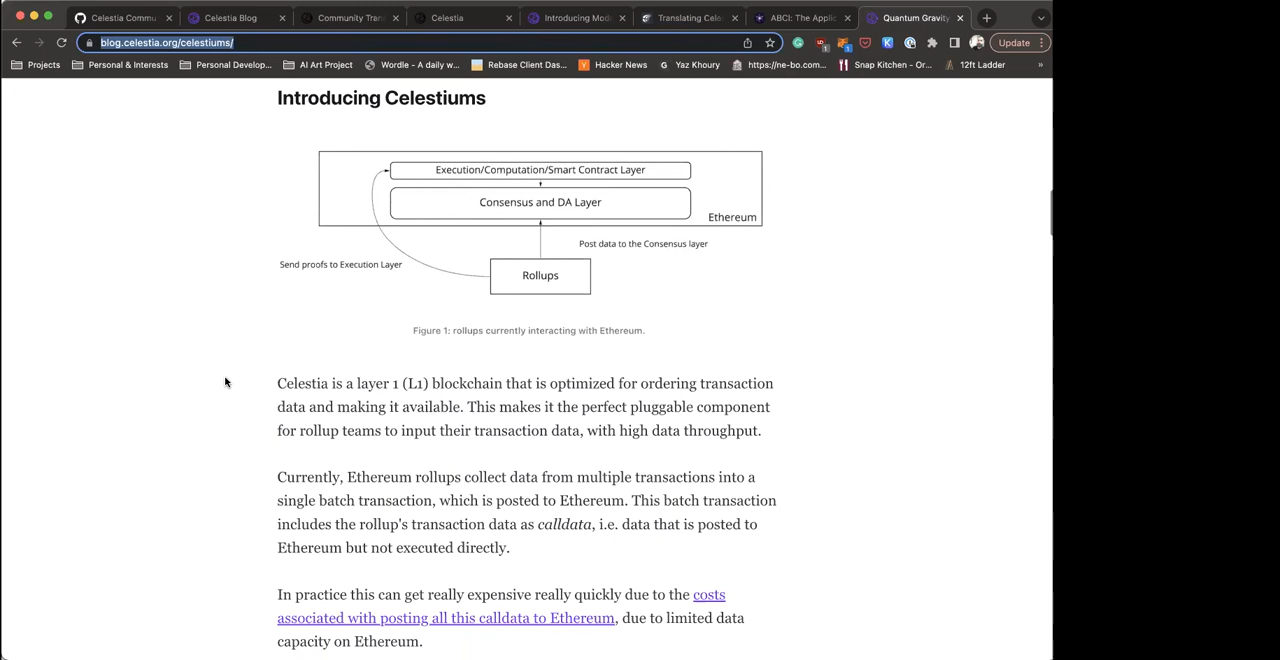 Celestia Commu
Celestia Blog
Community Tran
Celestia
Introducing Mod
Translating Cele
ABCI: The Applic
Quantum Gravity
blog.celestia.org/celestiums/
Update
Projects
Personal & Interests
Personal Develop...
AI Art Project
Wordle - A daily w...
Rebase Client Das...
Hacker News
Yaz Khoury
https://ne-bo.com...
Snap Kitchen - Or...
12ft Ladder
»
Introducing Celestiums
Execution/Computation/Smart Contract Layer
Consensus and DA Layer
Ethereum
Post data to the Consensus layer
Send proofs to Execution Layer
Rollups
Figure 1: rollups currently interacting with Ethereum.
Celestia is a layer 1 (L1) blockchain that is optimized for ordering transaction
data and making it available. This makes it the perfect pluggable component
for rollup teams to input their transaction data, with high data throughput.
Currently, Ethereum rollups collect data from multiple transactions into a
single batch transaction, which is posted to Ethereum. This batch transaction
includes the rollup's transaction data as calldata, i.e. data that is posted to
Ethereum but not executed directly.
In practice this can get really expensive really quickly due to the costs
associated with posting all this calldata to Ethereum, due to limited data
capacity on Ethereum.